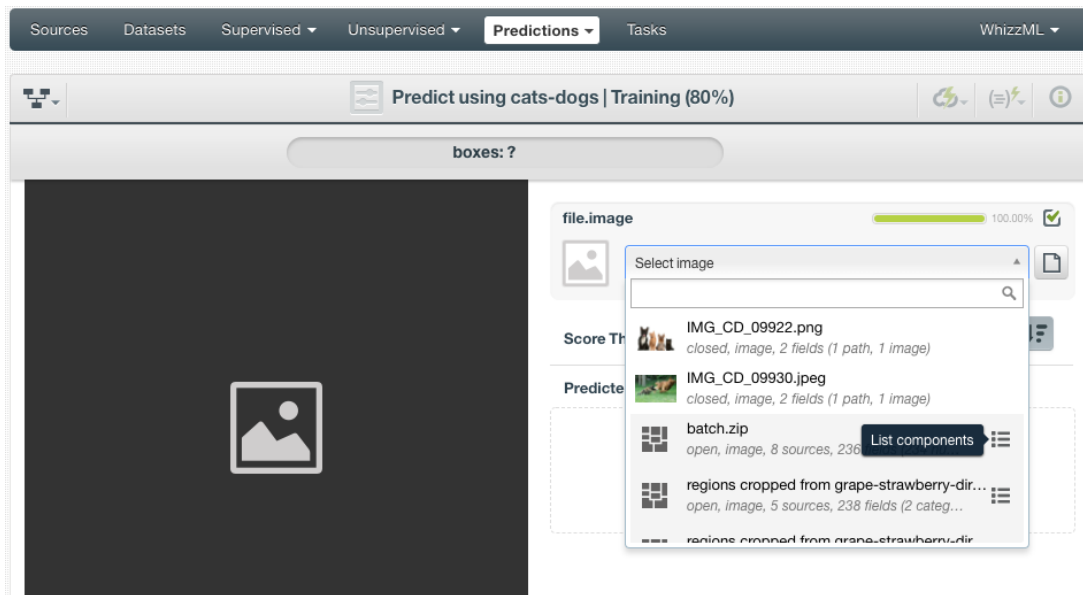 Sources Datasets Supervised Unsupervised Predictions Tasks WhizzML
Predict using cats-dogs | Training (80%)
boxes: ?
file.image 100.00%
Select image
IMG_CD_09922.png
closed, image, 2 fields (1 path, 1 image)
Score Th
IMG_CD_09930.jpeg
closed, image, 2 fields (1 path, 1 image)
Predicte
batch.zip
open, image, 8 sources, 236
List components
regions cropped from grape-strawberry-dir...
open, image, 5 sources, 238 fields (2 categ...
regions cropped from grape-strawberry-dir